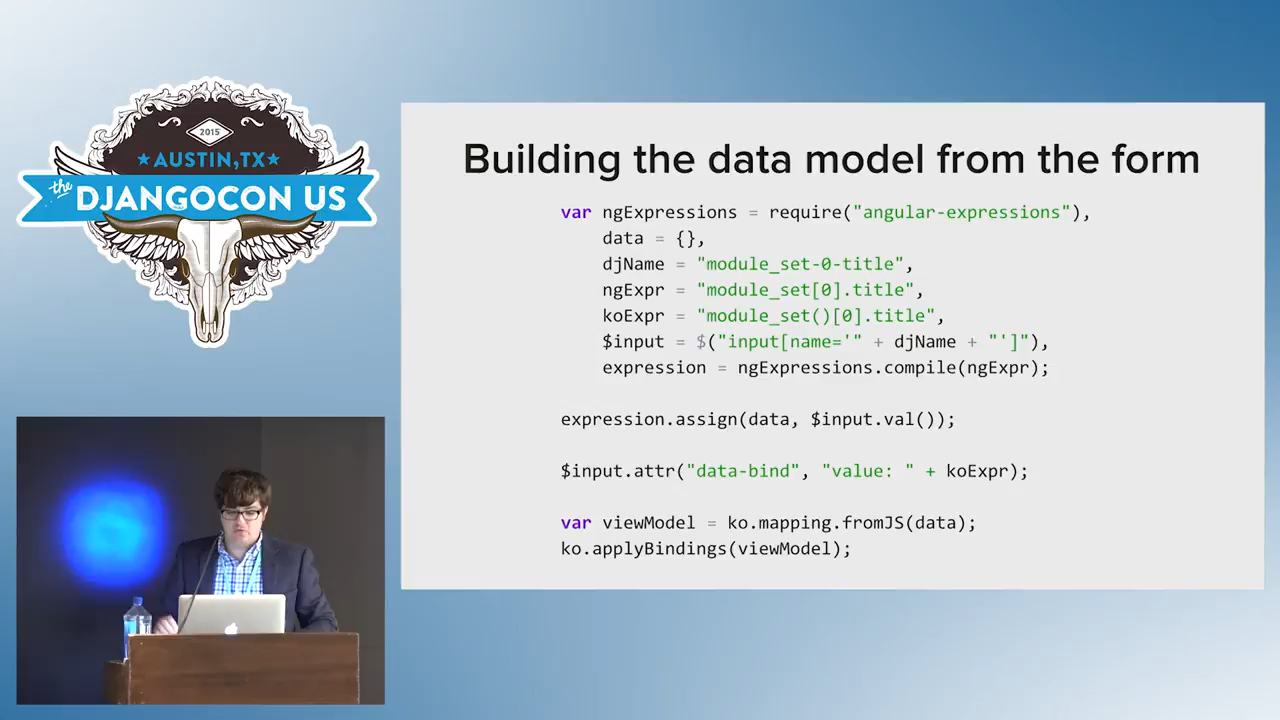 2015
★AUSTIN,TX★
the DJANGOCON US
Building the data model from the form
var ngExpressions = require("angular-expressions"),
data = {},
djName = "module_set-0-title",
ngExpr = "module_set[0].title",
koExpr = "module_set()[0].title",
$input = $("input[name='" + djName + "']"),
expression = ngExpressions.compile(ngExpr);
expression.assign(data, $input.val());
$input.attr("data-bind", "value: " + koExpr);
var viewModel = ko.mapping.fromJS(data);
ko.applyBindings(viewModel);